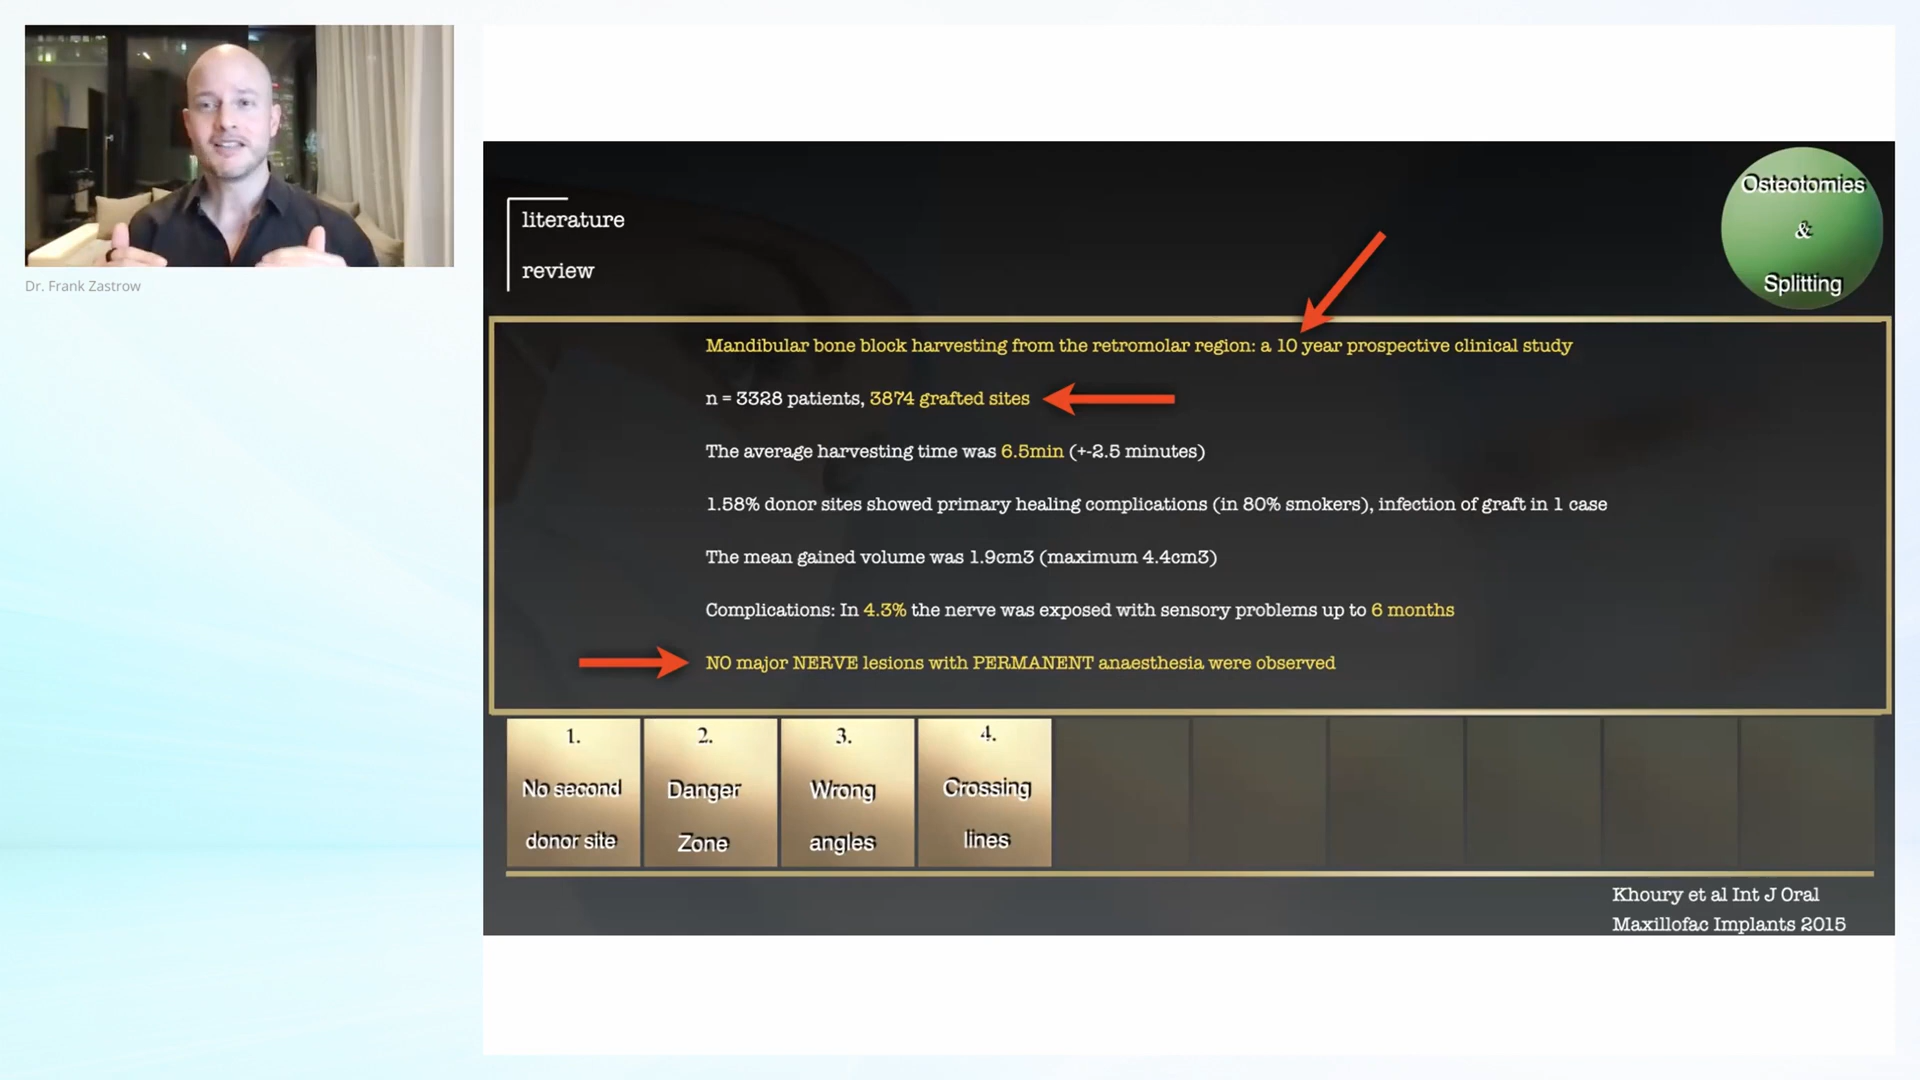 Dr. Frank Zastrow
literature
review
Osteotomies
&
Splitting
Mandibular bone block harvesting from the retromolar region: a 10 year prospective clinical study
n = 3328 patients, 3874 grafted sites
The average harvesting time was 6.5min (+-2.5 minutes)
1.58% donor sites showed primary healing complications (in 80% smokers), infection of graft in 1 case
The mean gained volume was 1.9cm3 (maximum 4.4cm3)
Complications: In 4.3% the nerve was exposed with sensory problems up to 6 months
NO major NERVE lesions with PERMANENT anaesthesia were observed
1.
No second
donor site
2.
Danger
Zone
3.
Wrong
angles
4.
Crossing
lines
Khoury et al Int J Oral
Maxillofac Implants 2015